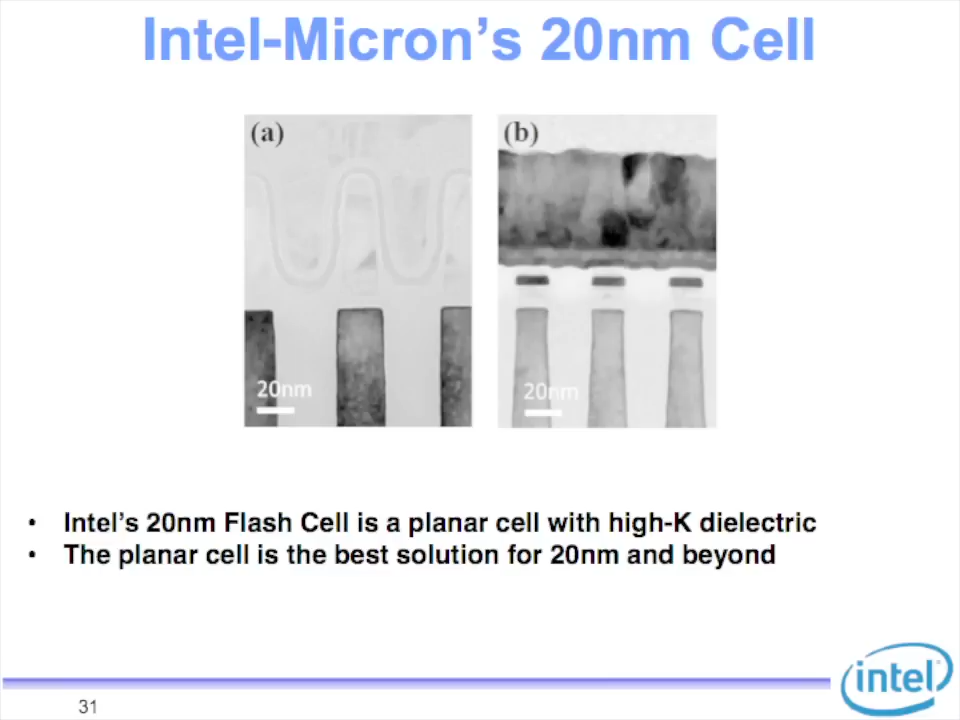 Intel-Micron's 20nm Cell
(a)
(b)
20nm
20nm
• Intel's 20nm Flash Cell is a planar cell with high-K dielectric
• The planar cell is the best solution for 20nm and beyond
intel
31